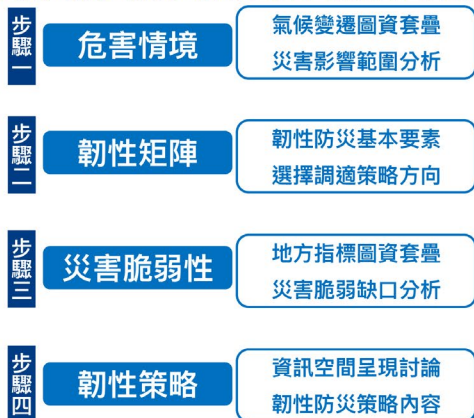 步驟一
危害情境
氣候變遷圖資套疊
災害影響範圍分析
步驟二
韌性矩陣
韌性防災基本要素
選擇調適策略方向
步驟三
災害脆弱性
地方指標圖資套疊
災害脆弱缺口分析
步驟四
韌性策略
資訊空間呈現討論
韌性防災策略內容